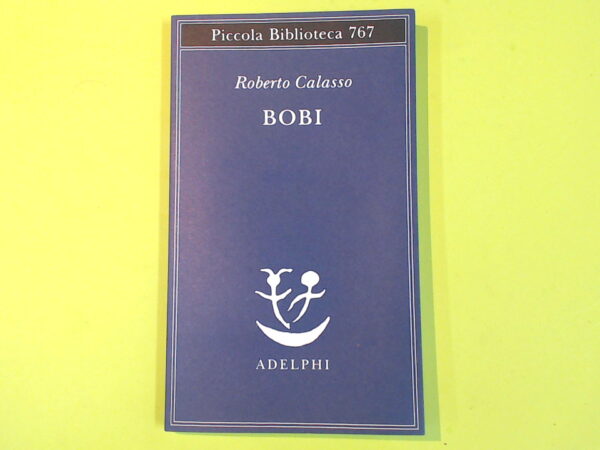 Piccola Biblioteca 767
Roberto Calasso
BOBI
ADELPHI